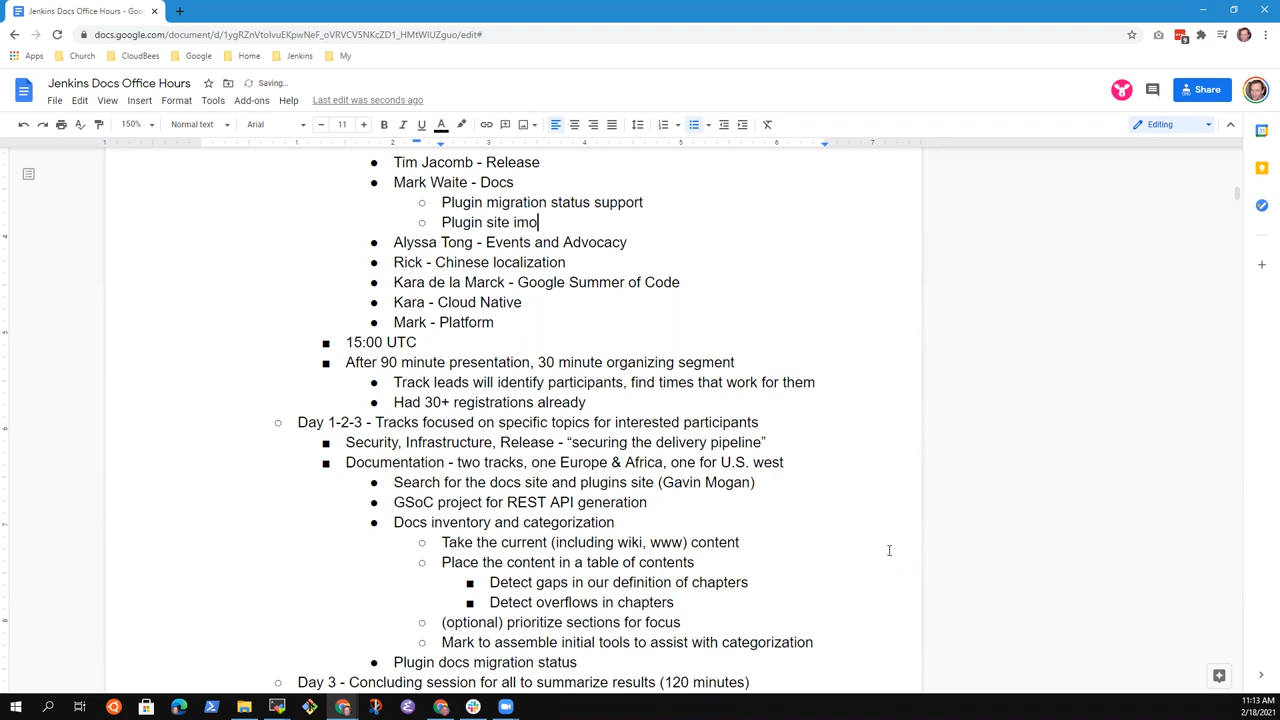 Jenkins Docs Office Hours - Goo
docs.google.com/document/d/1ygRZnVtoIvuEKpwNeF_oVRVCV5NKcZD1_HMtWIUZguo/edit#
Apps Church CloudBees Google Home Jenkins My
Jenkins Docs Office Hours Saving...
File Edit View Insert Format Tools Add-ons Help Last edit was seconds ago
Share
150% Normal text Arial 11 Editing
1 2 3 4 5 6 7
Tim Jacomb - Release
Mark Waite - Docs
Plugin migration status support
Plugin site imo
Alyssa Tong - Events and Advocacy
Rick - Chinese localization
Kara de la Marck - Google Summer of Code
Kara - Cloud Native
Mark - Platform
15:00 UTC
After 90 minute presentation, 30 minute organizing segment
Track leads will identify participants, find times that work for them
Had 30+ registrations already
Day 1-2-3 - Tracks focused on specific topics for interested participants
Security, Infrastructure, Release - “securing the delivery pipeline”
Documentation - two tracks, one Europe & Africa, one for U.S. west
Search for the docs site and plugins site (Gavin Mogan)
GSoC project for REST API generation
Docs inventory and categorization
Take the current (including wiki, www) content
Place the content in a table of contents
Detect gaps in our definition of chapters
Detect overflows in chapters
(optional) prioritize sections for focus
Mark to assemble initial tools to assist with categorization
Plugin docs migration status
Day 3 - Concluding session for all to summarize results (120 minutes)
11:13 AM
2/18/2021